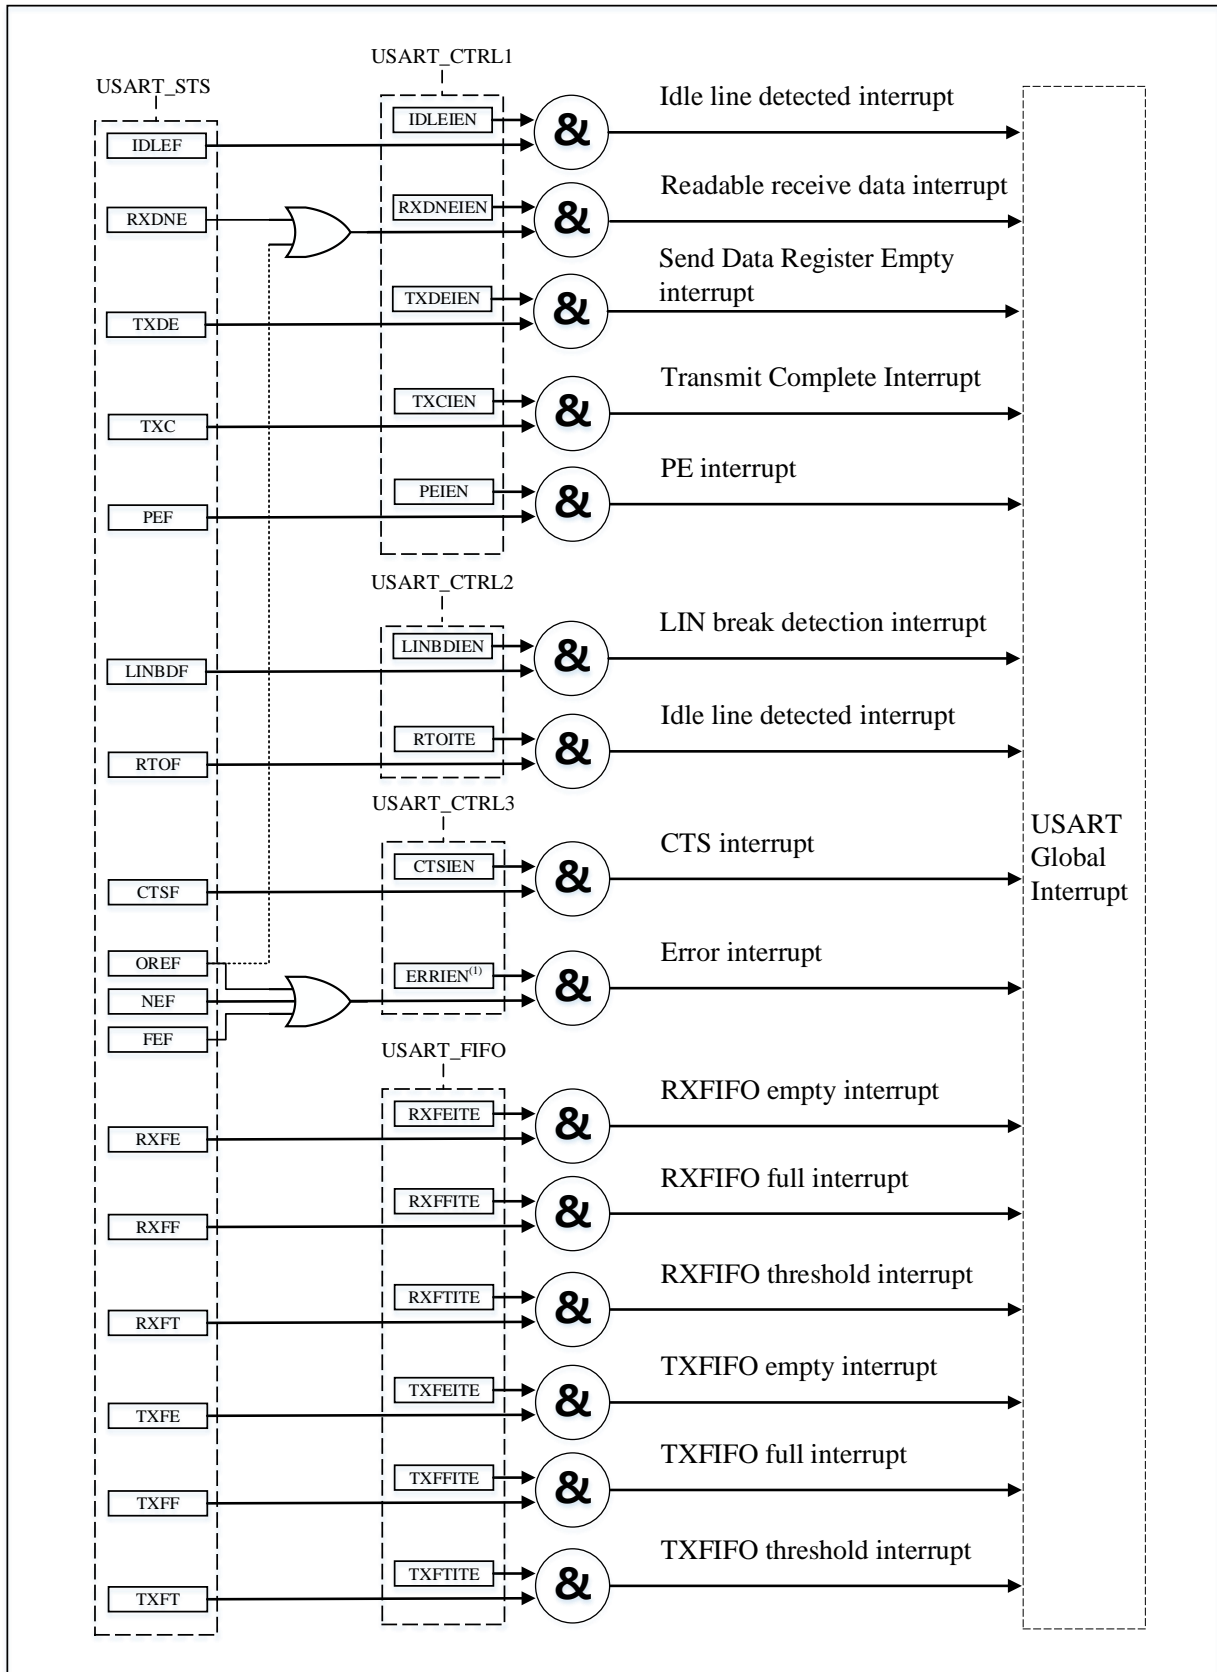 USART_CTRL1
USART_STS
Idle line detected interrupt
IDLEIEN
&
IDLEF
Readable receive data interrupt
RXDNEIEN
&
RXDNE
Send Data Register Empty
interrupt
TXDEIEN
&
TXDE
Transmit Complete Interrupt
TXCIEN
&
TXC
PE interrupt
PEIEN
&
PEF
USART_CTRL2
LIN break detection interrupt
LINBDIEN
&
LINBDF
Idle line detected interrupt
RTOITE
&
RTOF
USART_CTRL3
CTS interrupt
CTSIEN
&
CTSF
USART
Global
Interrupt
Error interrupt
OREF
ERRIEN(1)
&
NEF
FEF
USART_FIFO
RXFIFO empty interrupt
RXFEITE
&
RXFE
RXFIFO full interrupt
RXFFITE
&
RXFF
RXFIFO threshold interrupt
RXFTITE
&
RXFT
TXFIFO empty interrupt
TXFEITE
&
TXFE
TXFIFO full interrupt
TXFFITE
&
TXFF
TXFIFO threshold interrupt
TXFTITE
&
TXFT